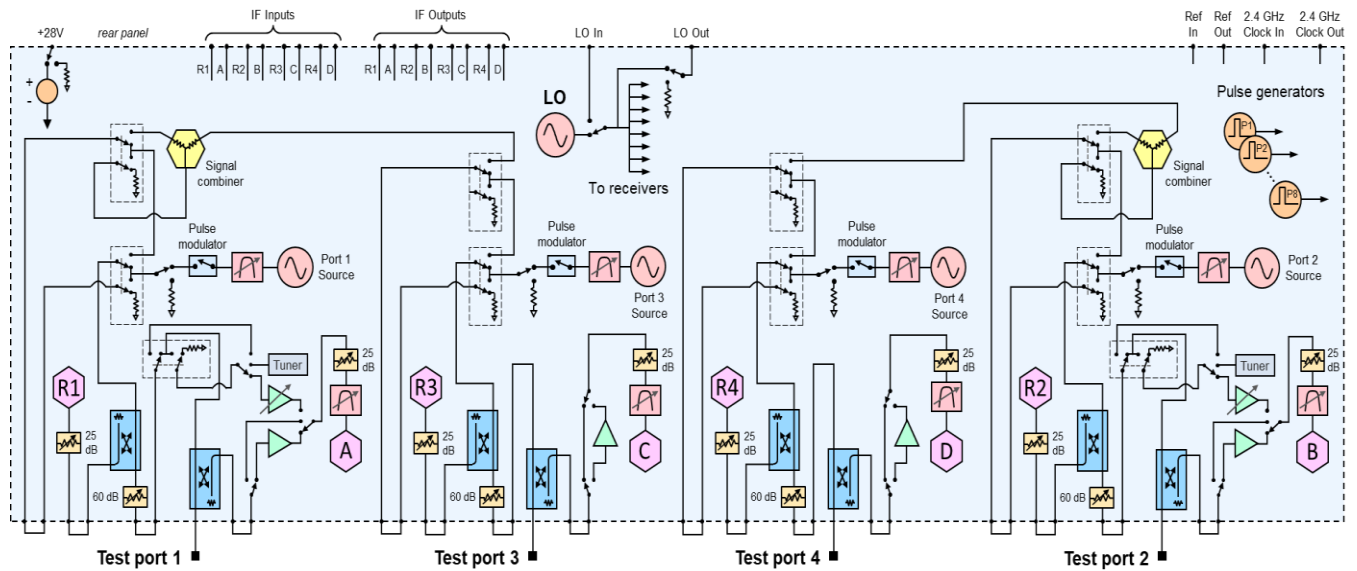 IF Inputs
IF Outputs
Ref
In
Ref
Out
2.4 GHz
Clock In
2.4 GHz
Clock Out
+28V
rear panel
LO In
LO Out
R1 A R2 B R3 C R4 D
R1 A R2 B R3 C R4 D
+
-
LO
To receivers
Pulse generators
P1
P2
P8
Signal
combiner
Signal
combiner
Pulse
modulator
Port 1
Source
Pulse
modulator
Port 3
Source
Pulse
modulator
Port 4
Source
Pulse
modulator
Port 2
Source
R1
25
dB
60 dB
Tuner
25
dB
A
R3
25
dB
60 dB
25
dB
C
R4
25
dB
60 dB
25
dB
D
R2
25
dB
60 dB
Tuner
25
dB
B
Test port 1
Test port 3
Test port 4
Test port 2